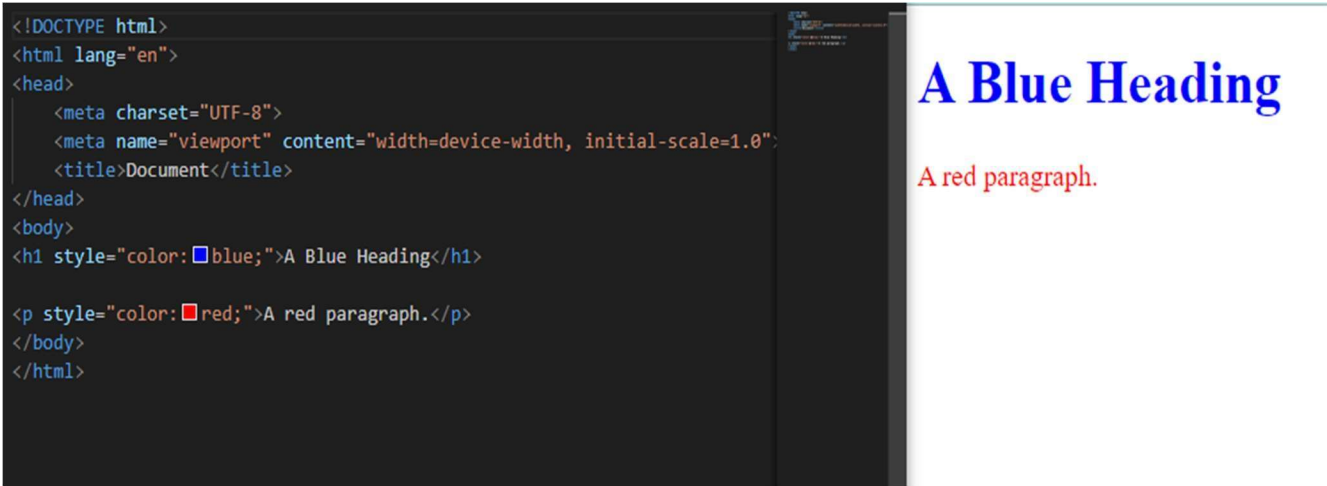 <!DOCTYPE html>
<html lang="en">
<head>
    <meta charset="UTF-8">
    <meta name="viewport" content="width=device-width, initial-scale=1.0">
    <title>Document</title>
</head>
<body>
<h1 style="color:blue;">A Blue Heading</h1>
<p style="color:red;">A red paragraph.</p>
</body>
</html>
A Blue Heading
A red paragraph.